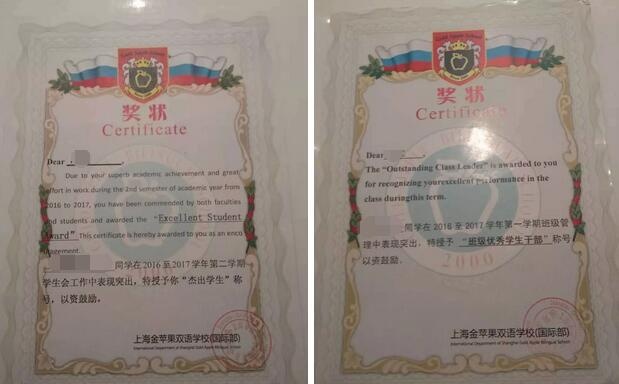 Gold Apple School
奖状
Certificate
Dear
Due to your superb academic achievement and great
effort in work during the 2nd semester of academic year from
2016 to 2017, you have been commended by both faculties
and students and awarded the "Excellent Student
Award". This certificate is hereby awarded to you as an enco
uragement.
同学在2016至2017学年第二学期
学生会工作中表现突出，特授予你"杰出学生"称
号，以资鼓励。
上海金苹果双语学校(国际部)
International Department of Shanghai Gold Apple Bilingual School
奖状
Certificate
Dear
The "Outstanding Class Leader" is awarded to you
for recognizing yourexcellent performance in the
class duringthis term.
同学在2016至2017学年第一学期班级管
理中表现突出，特授予"班级优秀学生干部"称号
以资鼓励。
2000
上海金苹果双语学校(国际部)
International Department of Shanghai Gold Apple Bilingual School